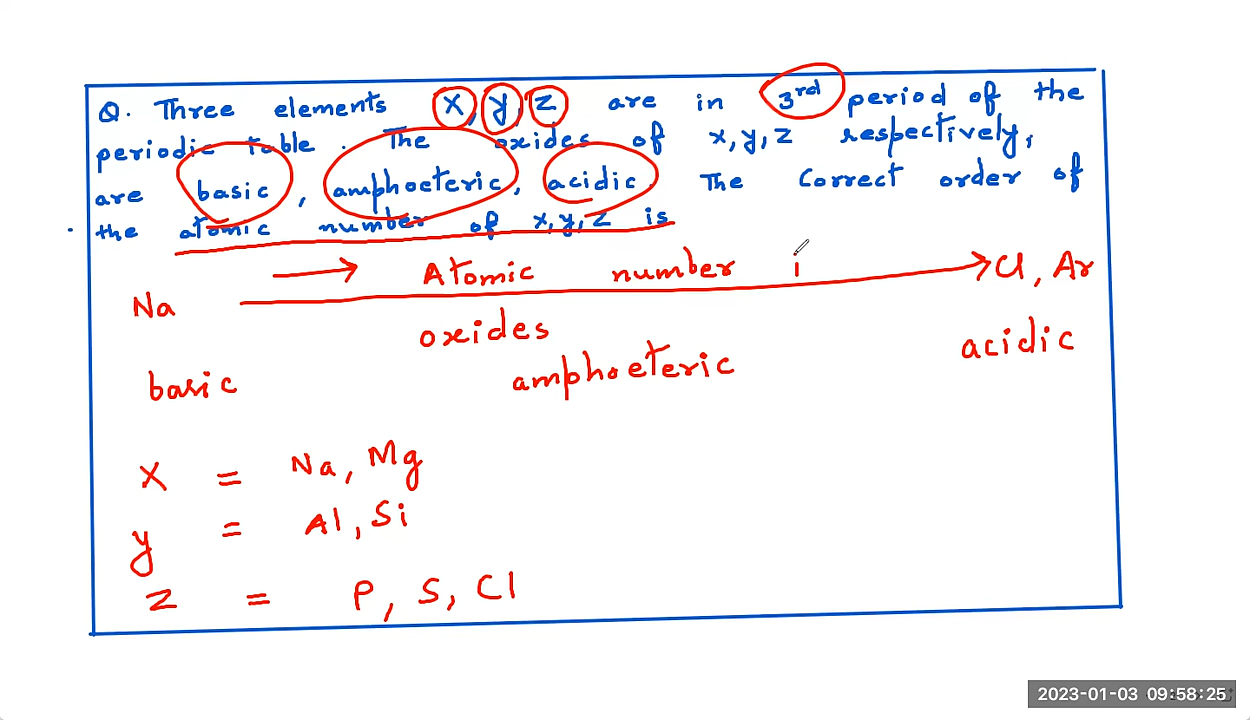 Q. Three elements X, Y, Z are in 3rd period of the
periodic table. The oxides of x, y, z respectively,
are basic, amphoeteric, acidic. The correct order of
the atomic number of x, y, z is
Atomic number i
Na Cl, Ar
oxides
basic amphoeteric acidic
X = Na, Mg
y = Al, Si
Z = P, S, Cl
2023-01-03 09:58:25